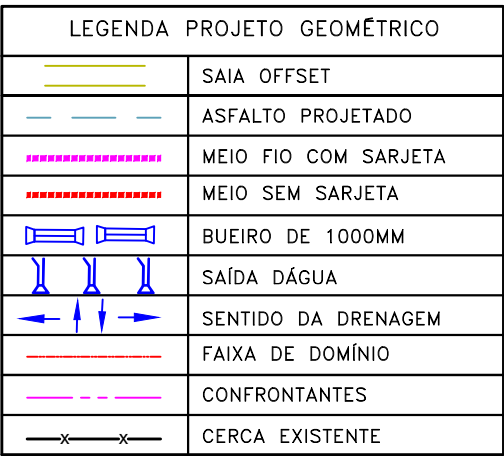 LEGENDA PROJETO GEOMÉTRICO
SAIA OFFSET
ASFALTO PROJETADO
MEIO FIO COM SARJETA
MEIO SEM SARJETA
BUEIRO DE 1000MM
SAÍDA DÁGUA
SENTIDO DA DRENAGEM
FAIXA DE DOMÍNIO
CONFRONTANTES
X X CERCA EXISTENTE